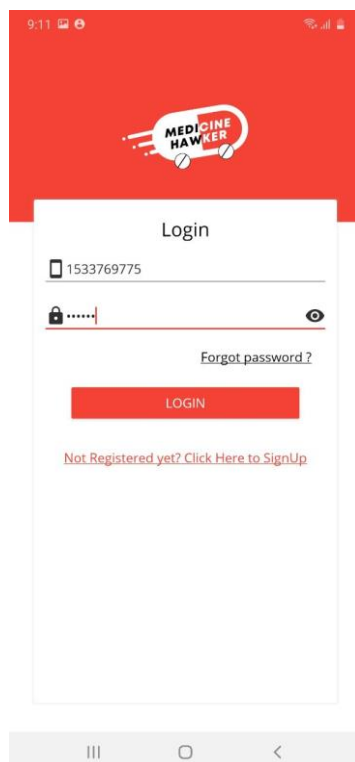 9:11
MEDICINE
HAWKER
Login
1533769775
••••••
Forgot password ?
LOGIN
Not Registered yet? Click Here to SignUp